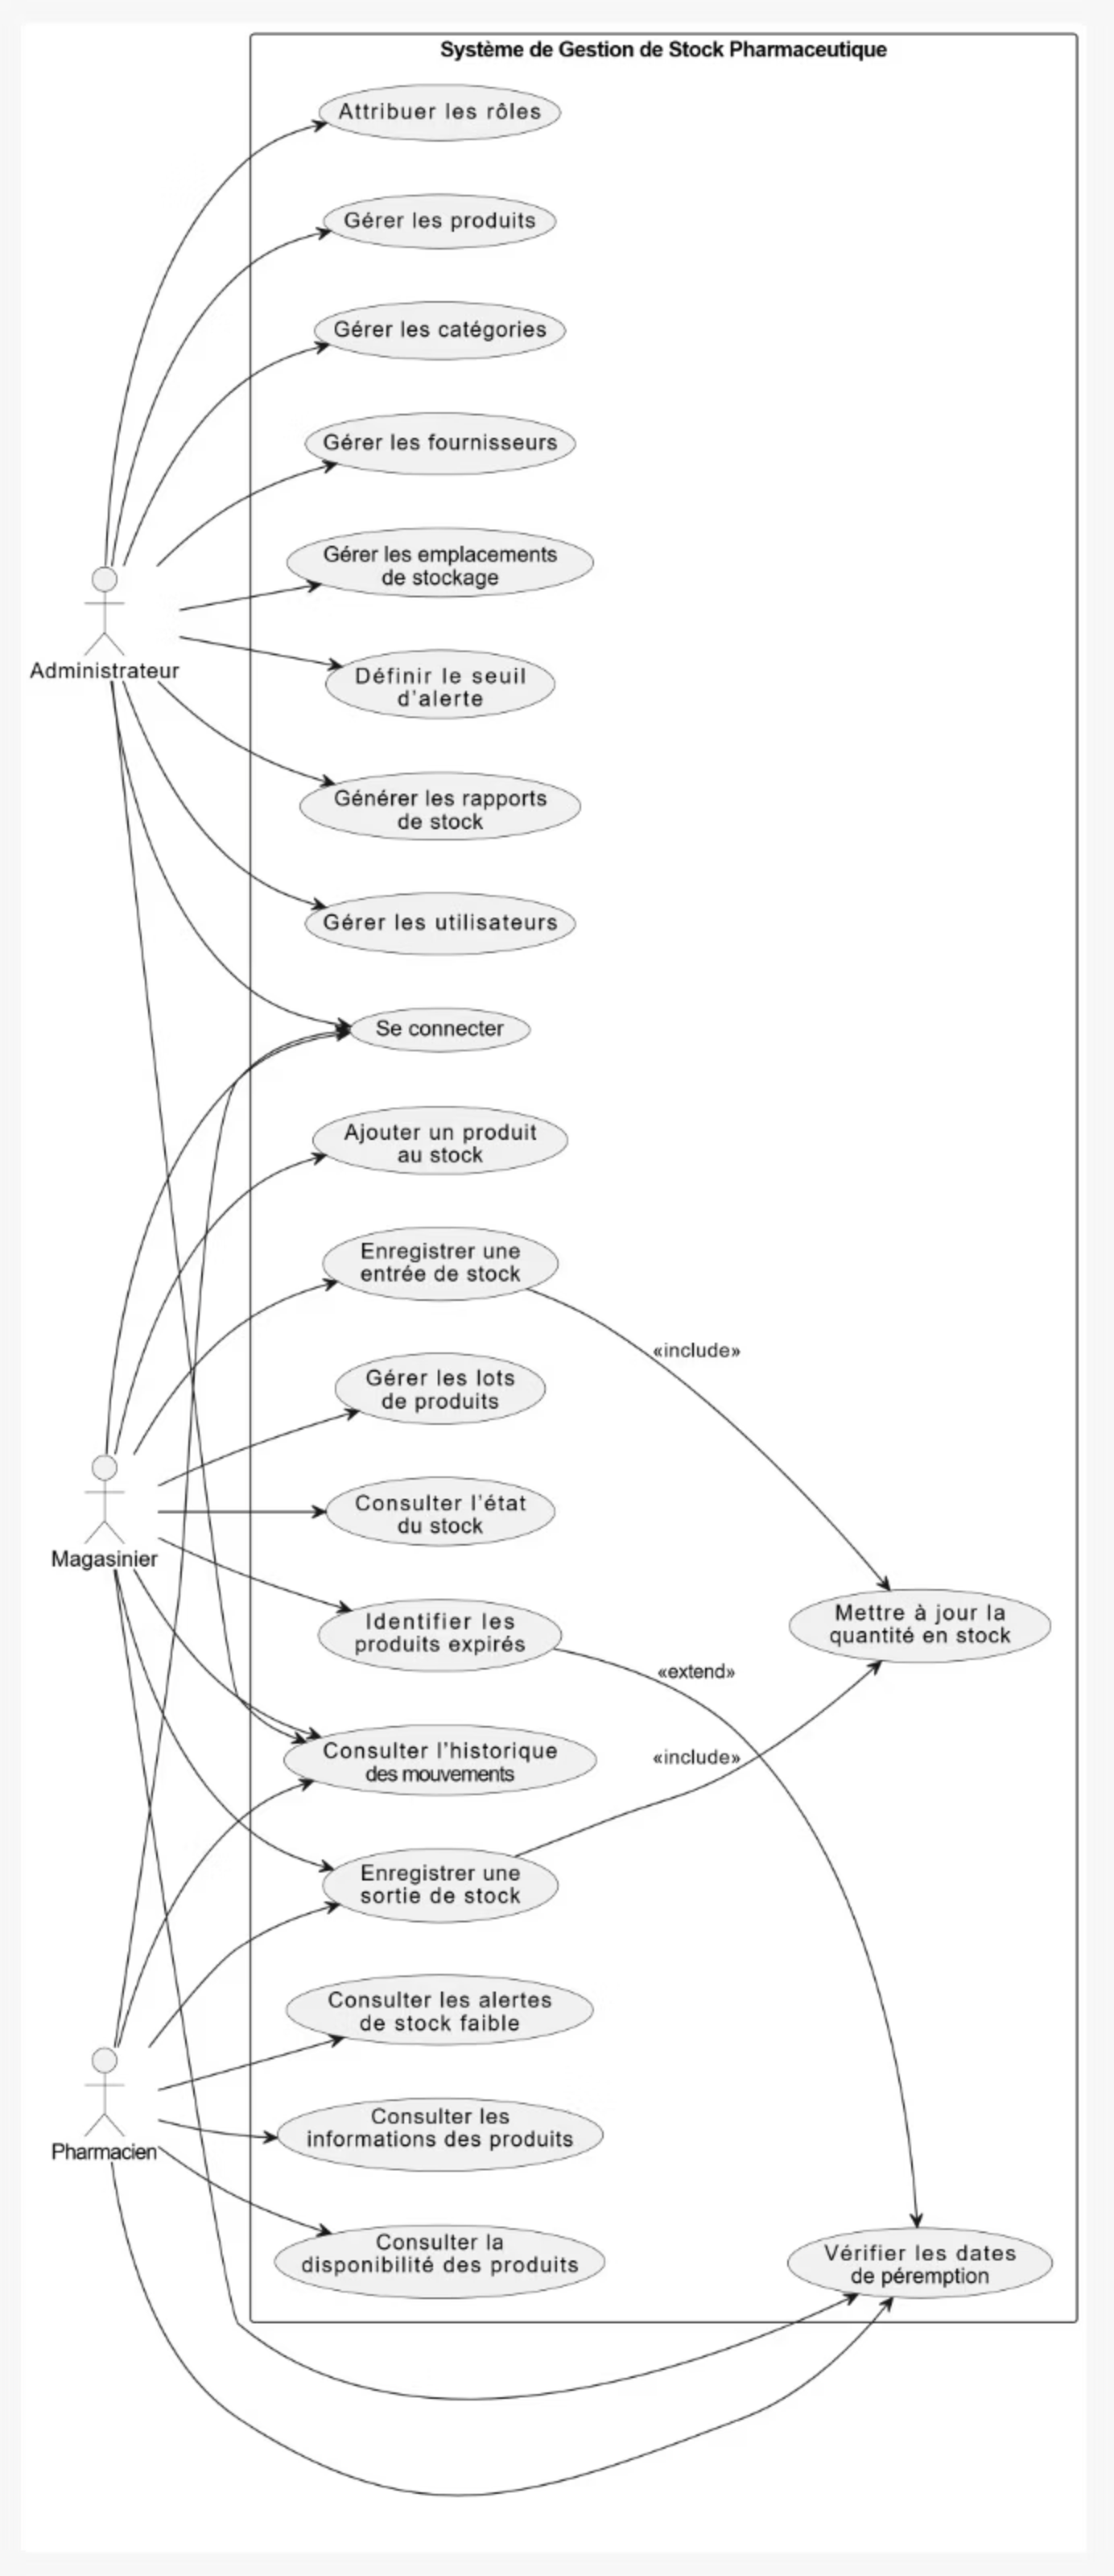 Système de Gestion de Stock Pharmaceutique
Attribuer les rôles
Gérer les produits
Gérer les catégories
Gérer les fournisseurs
Gérer les emplacements
de stockage
Administrateur
Définir le seuil
d'alerte
Générer les rapports
de stock
Gérer les utilisateurs
Se connecter
Ajouter un produit
au stock
Enregistrer une
entrée de stock
«include»
Gérer les lots
de produits
Consulter l'état
du stock
Magasinier
Identifier les
produits expirés
Mettre à jour la
quantité en stock
«extend»
«include»
Consulter l'historique
des mouvements
Enregistrer une
sortie de stock
Consulter les alertes
de stock faible
Consulter les
informations des produits
Pharmacien
Consulter la
disponibilité des produits
Vérifier les dates
de péremption